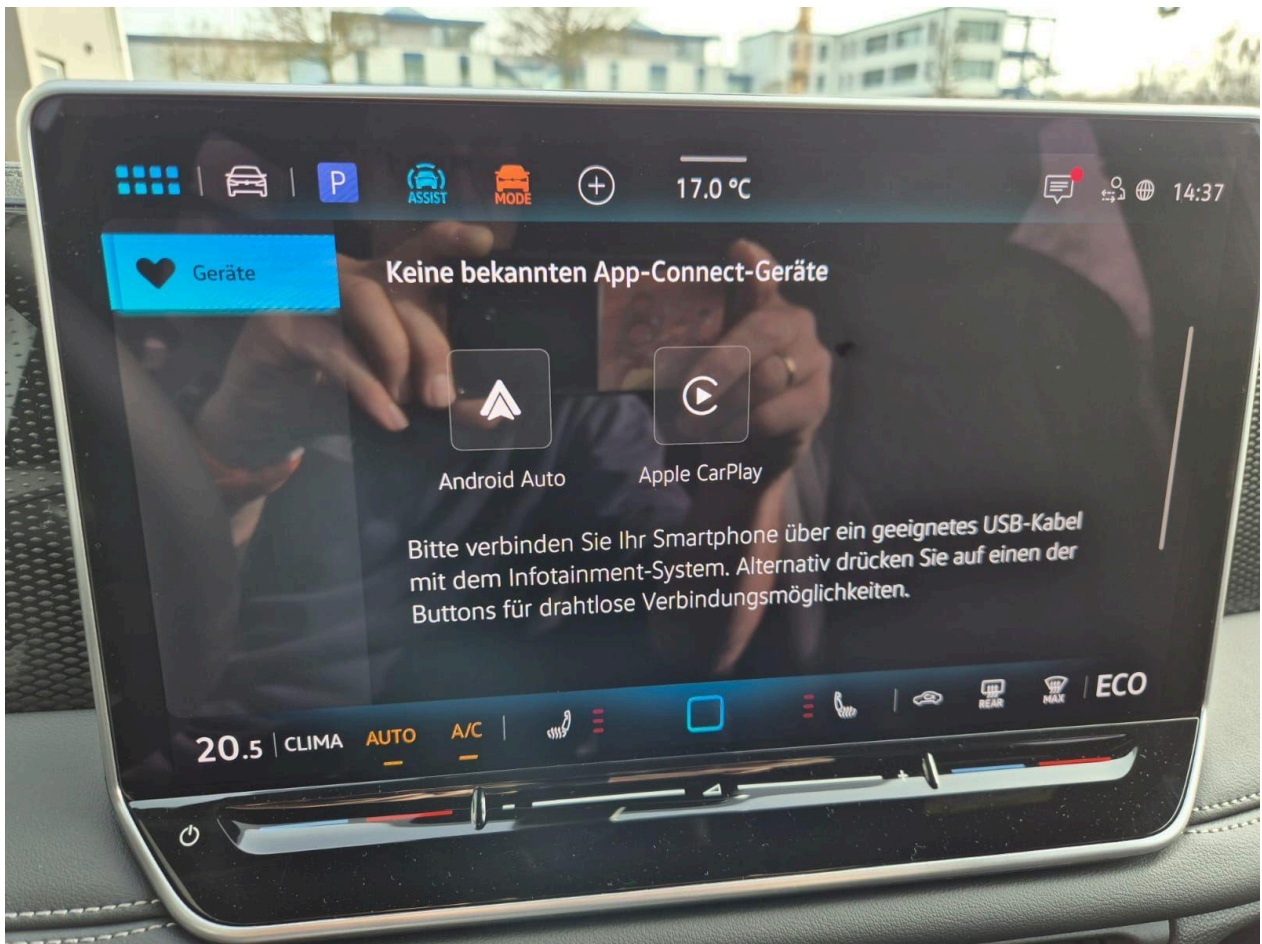 P
ASSIST
MODE
17.0 °C
14:37
Geräte
Keine bekannten App-Connect-Geräte
Android Auto
Apple CarPlay
Bitte verbinden Sie Ihr Smartphone über ein geeignetes USB-Kabel
mit dem Infotainment-System. Alternativ drücken Sie auf einen der
Buttons für drahtlose Verbindungsmöglichkeiten.
20.5 CLIMA AUTO A/C
REAR
MAX
ECO
- +